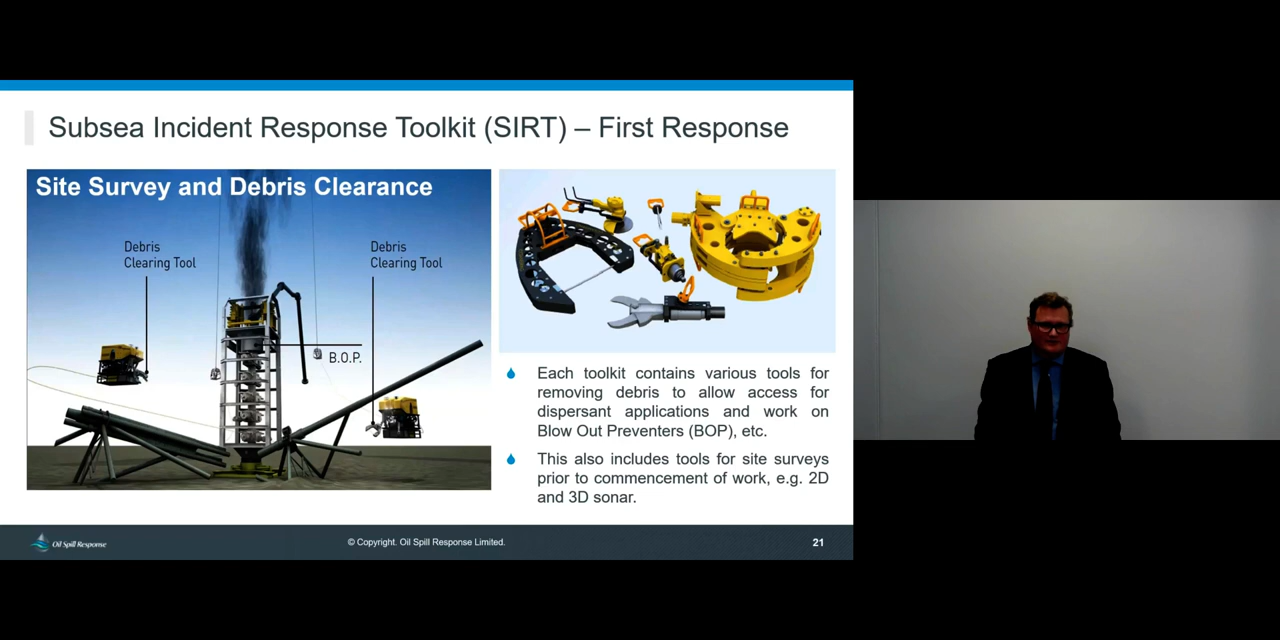 Subsea Incident Response Toolkit (SIRT) – First Response
Site Survey and Debris Clearance
Debris
Clearing Tool
Debris
Clearing Tool
B.O.P.
Each toolkit contains various tools for
removing debris to allow access for
dispersant applications and work on
Blow Out Preventers (BOP), etc.
This also includes tools for site surveys
prior to commencement of work, e.g. 2D
and 3D sonar.
Oil Spill Response
© Copyright. Oil Spill Response Limited.
21